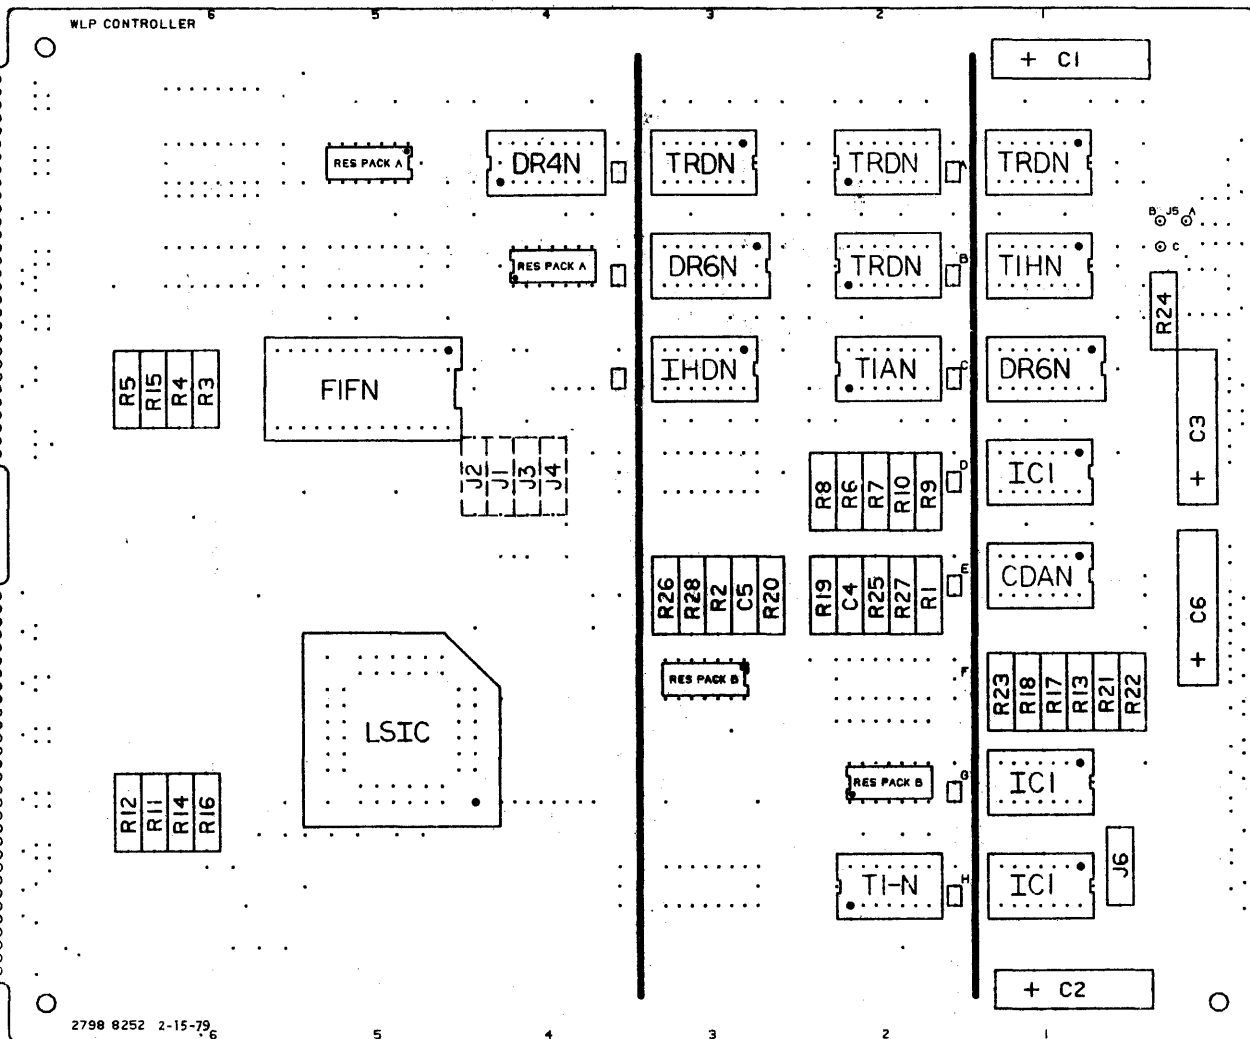 6 5 4 3 2 1
WLP CONTROLLER
+ C1
RES PACK A
DR4N
TRDN
TRDN
A
TRDN
B J5 A
C
RES PACK A
DR6N
TRDN
B
TIHN
R24
R5
R15
R4
R3
FIFN
IHDN
TIAN
C
DR6N
C3
+
J2
J1
J3
J4
R8
R6
R7
R10
R9
D
IC1
R26
R28
R2
C5
R20
R19
C4
R25
R27
R1
E
CDAN
C6
+
LSIC
RES PACK B
F
R23
R18
R17
R13
R21
R22
R12
R11
R14
R16
RES PACK B
G
IC1
TI-N
H
IC1
J6
+ C2
2798 8252 2-15-79
6 5 4 3 2 1